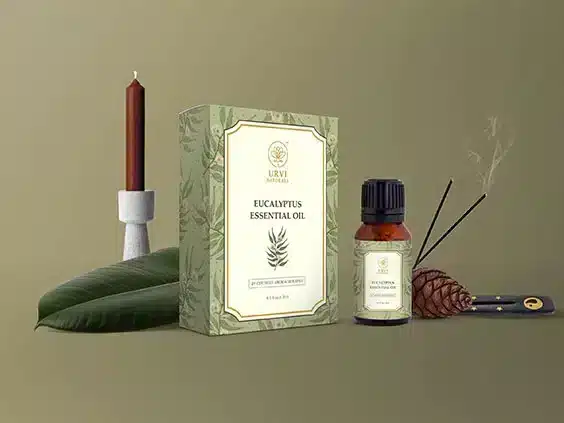 URVI
NATURALS
EUCALYPTUS
ESSENTIAL OIL
URVI
EUCALYPTUS
ESSENTIAL OIL